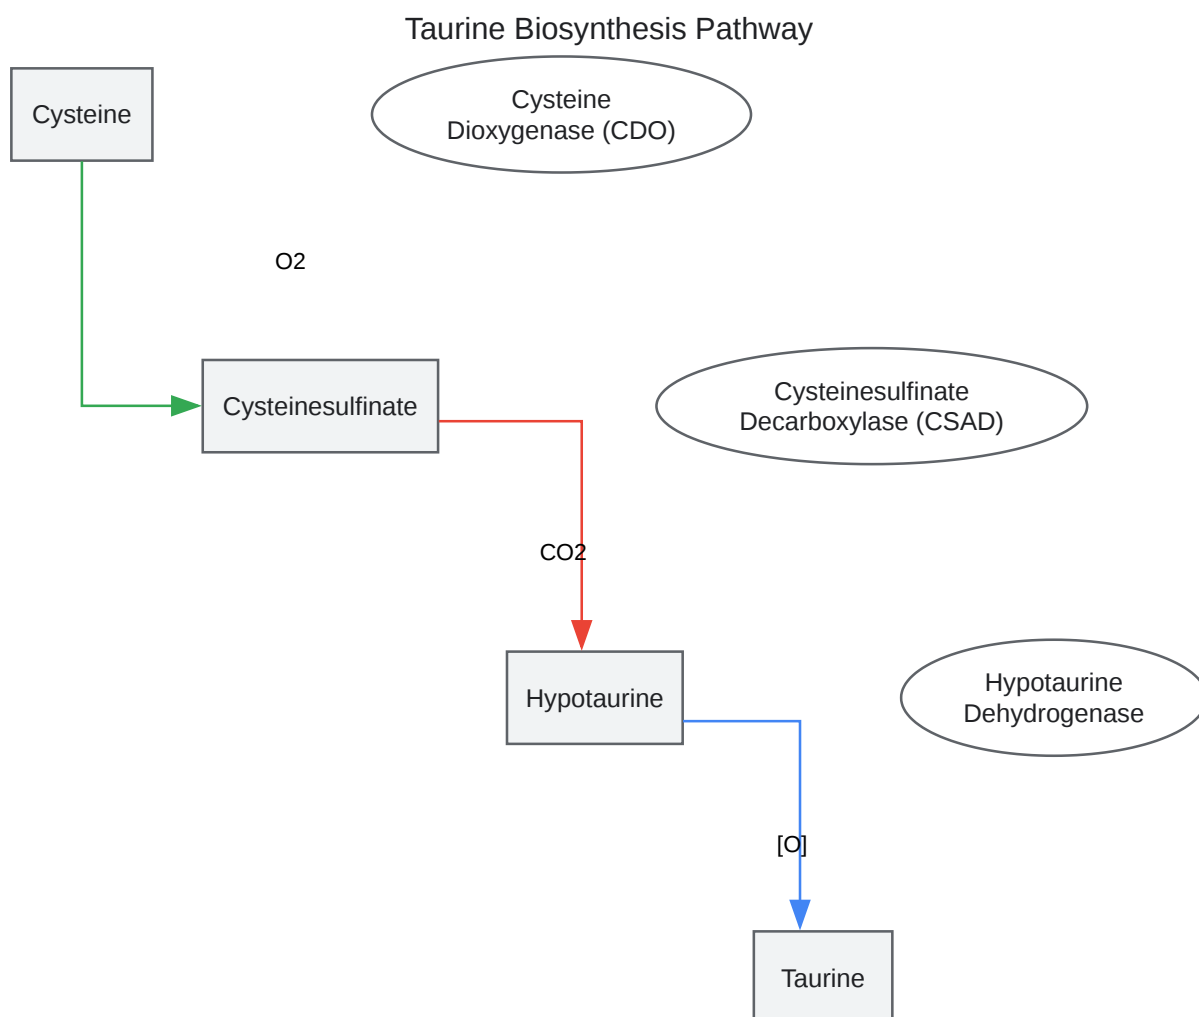 Taurine Biosynthesis Pathway
Cysteine
Cysteine
Dioxygenase (CDO)
O2
Cysteinesulfinate
Cysteinesulfinate
Decarboxylase (CSAD)
CO2
Hypotaurine
Hypotaurine
Dehydrogenase
[O]
Taurine